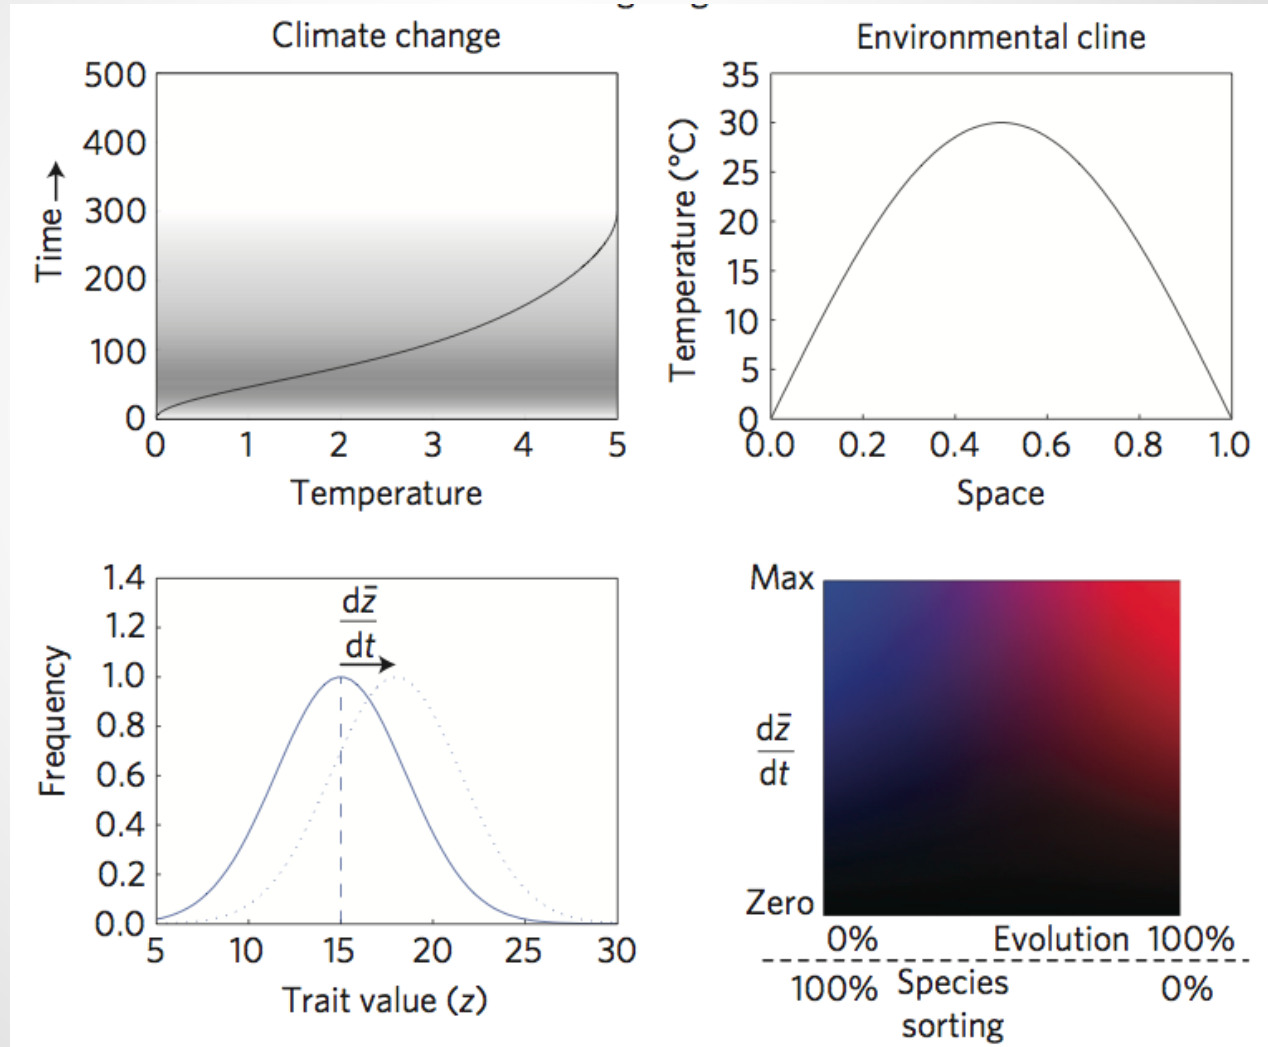 Climate change
500
400
300
200
100
0
Time
0 1 2 3 4 5
Temperature
Environmental cline
35
30
25
20
15
10
5
0
Temperature (°C)
0.0 0.2 0.4 0.6 0.8 1.0
Space
1.4
1.2
1.0
0.8
0.6
0.4
0.2
0.0
Frequency
dz̄
dt
5 10 15 20 25 30
Trait value (z)
Max
dz̄
dt
Zero
0% Evolution 100%
100% Species 0%
sorting